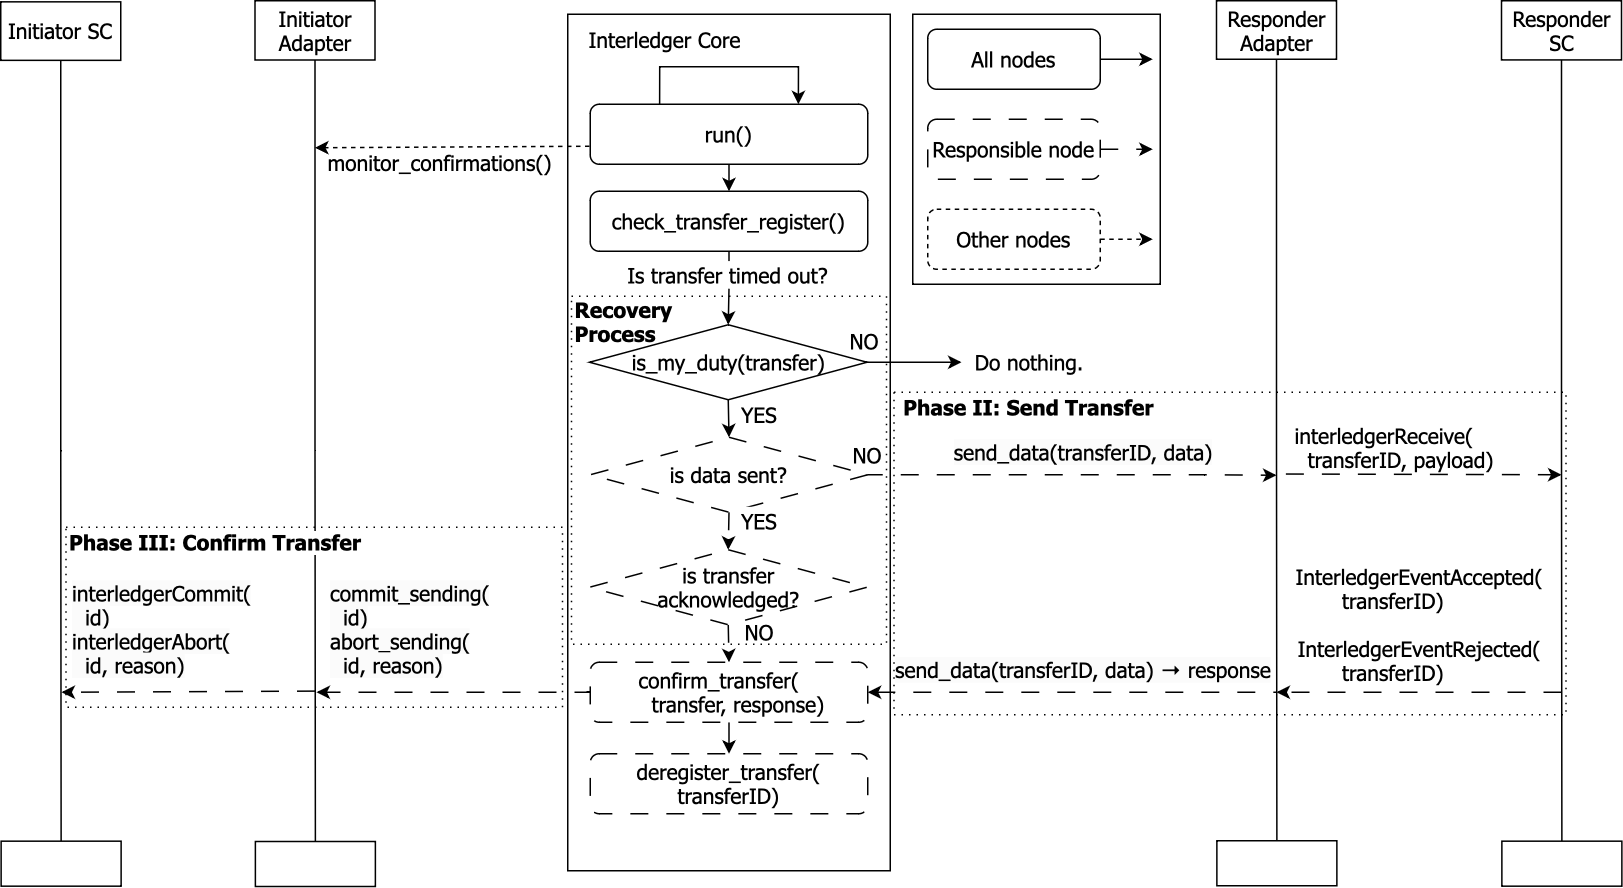 Initiator SC
Initiator
Adapter
Interledger Core
All nodes
Responder
Adapter
Responder
SC
run()
Responsible node
monitor_confirmations()
check_transfer_register()
Other nodes
Is transfer timed out?
Recovery
Process
NO
is_my_duty(transfer)
Do nothing.
YES
Phase II: Send Transfer
NO
is data sent?
send_data(transferID, data)
interledgerReceive(
transferID, payload)
YES
Phase III: Confirm Transfer
is transfer
acknowledged?
NO
interledgerCommit(
id)
interledgerAbort(
id, reason)
commit_sending(
id)
abort_sending(
id, reason)
InterledgerEventAccepted(
transferID)
InterledgerEventRejected(
transferID)
send_data(transferID, data) → response
confirm_transfer(
transfer, response)
deregister_transfer(
transferID)